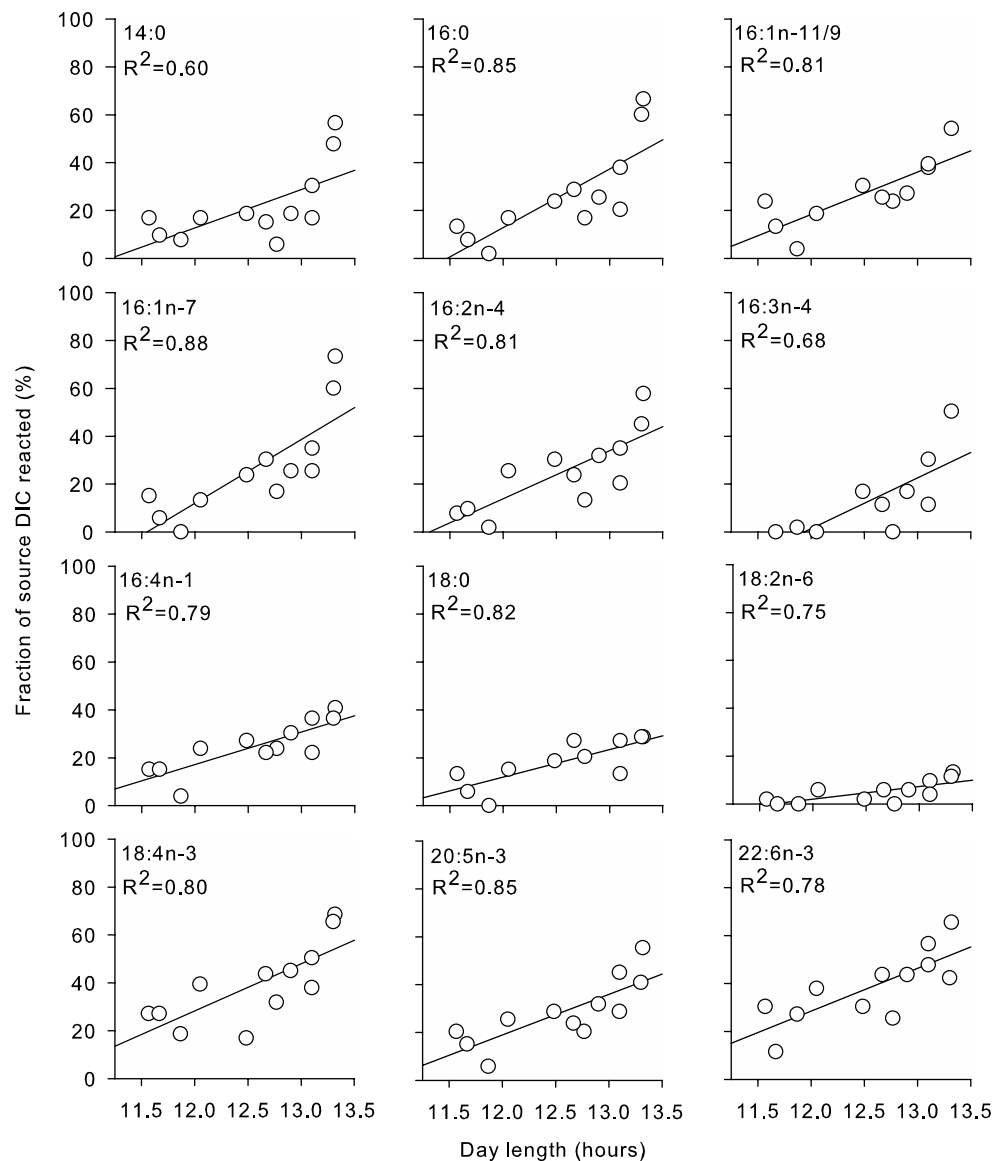 Fraction of source DIC reacted (%)
100
80
60
40
20
0
14:0
R²=0.60
16:0
R²=0.85
16:1n-11/9
R²=0.81
100
80
60
40
20
0
16:1n-7
R²=0.88
16:2n-4
R²=0.81
16:3n-4
R²=0.68
100
80
60
40
20
0
16:4n-1
R²=0.79
18:0
R²=0.82
18:2n-6
R²=0.75
100
80
60
40
20
0
18:4n-3
R²=0.80
20:5n-3
R²=0.85
22:6n-3
R²=0.78
11.5 12.0 12.5 13.0 13.5
11.5 12.0 12.5 13.0 13.5
11.5 12.0 12.5 13.0 13.5
Day length (hours)